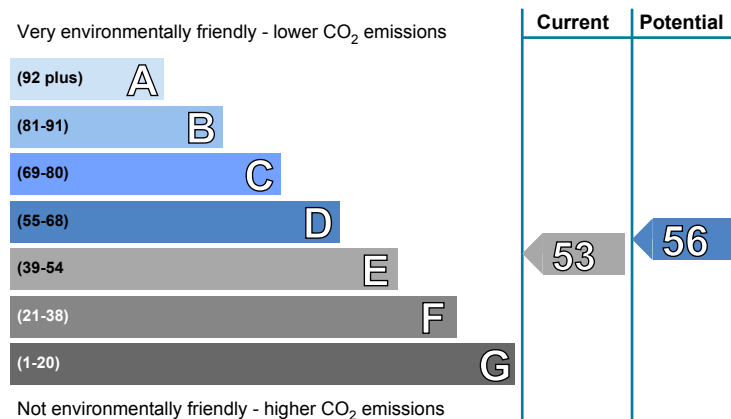 Very environmentally friendly - lower CO₂ emissions
Current
Potential
(92 plus) A
(81-91) B
(69-80) C
(55-68) D
(39-54 E
(21-38) F
(1-20) G
53
56
Not environmentally friendly - higher CO₂ emissions